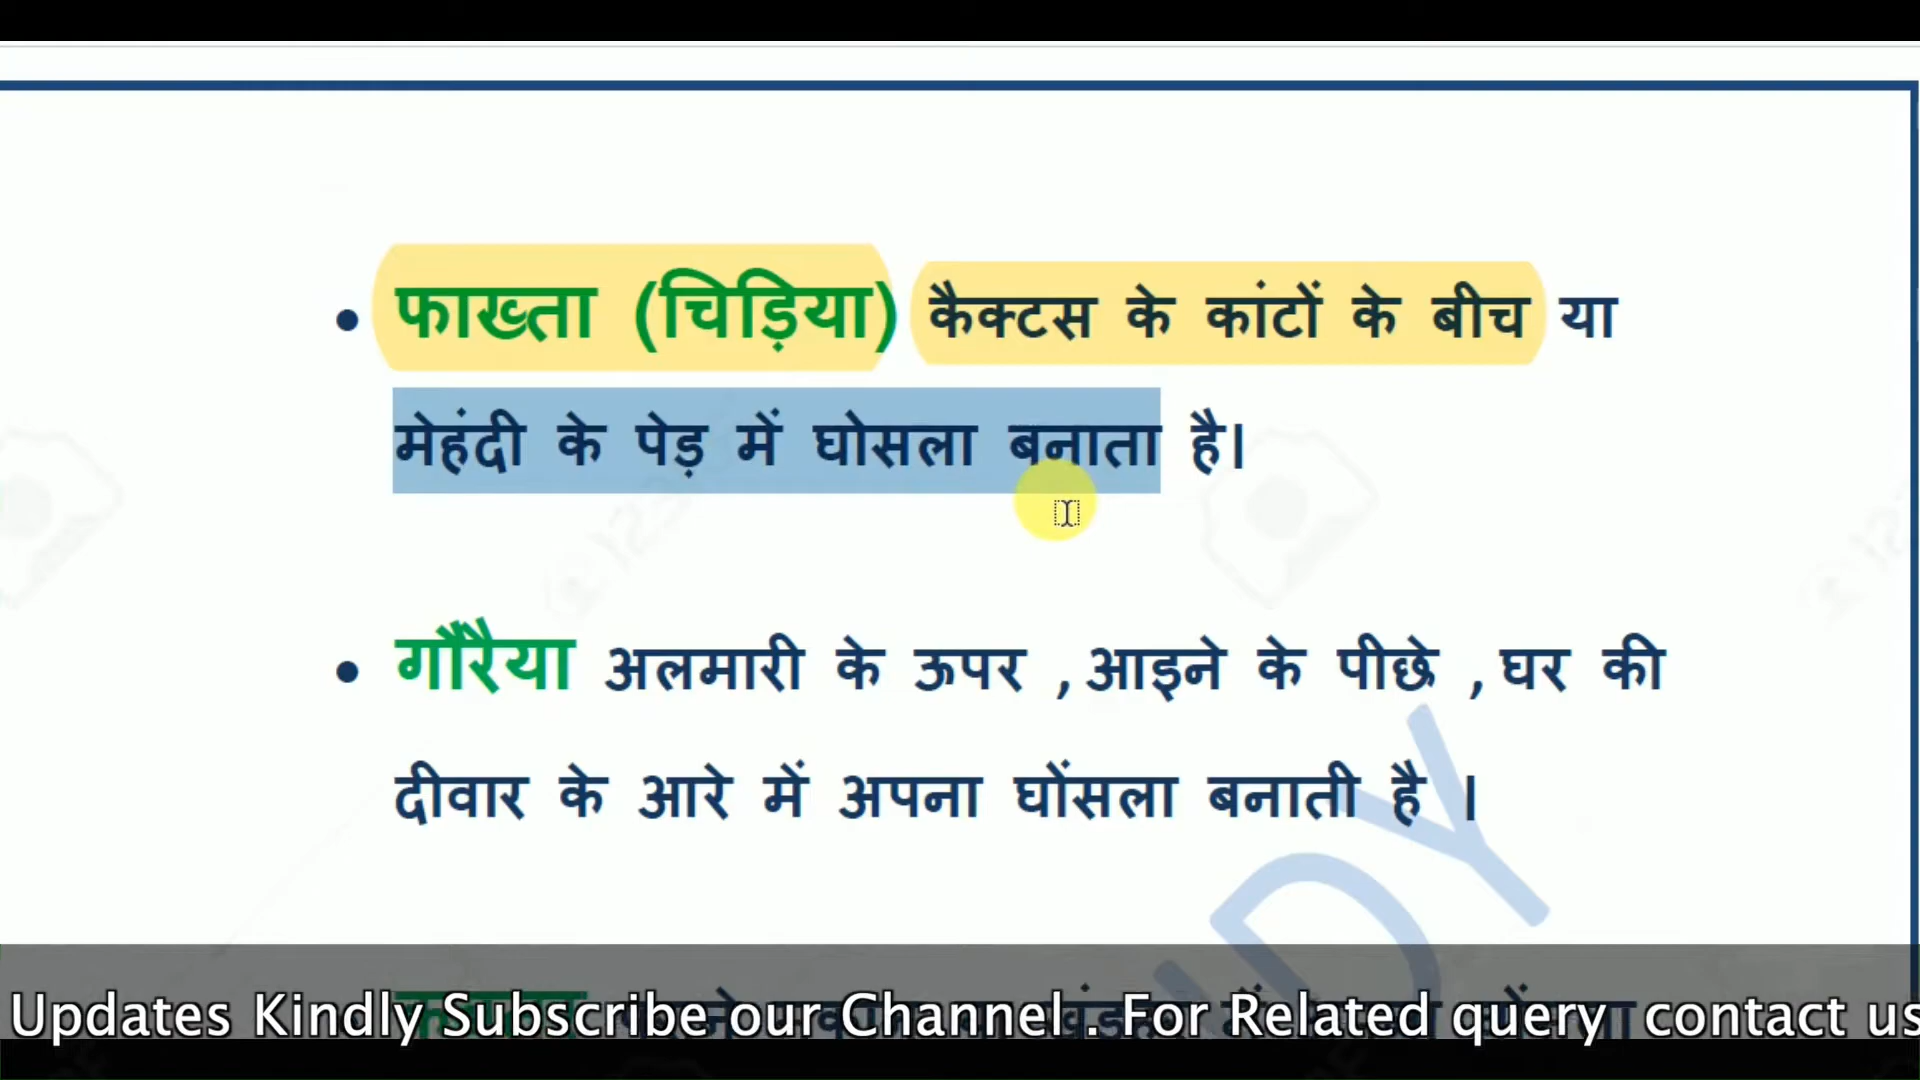 • फाख्ता (चिड़िया) कैक्टस के कांटों के बीच या
मेहंदी के पेड़ में घोसला बनाता है।
• गौंरैया अलमारी के ऊपर ,आइने के पीछे ,घर की
दीवार के आरे में अपना घोंसला बनाती है ।
Updates Kindly Subscribe our Channel . For Related query contact us